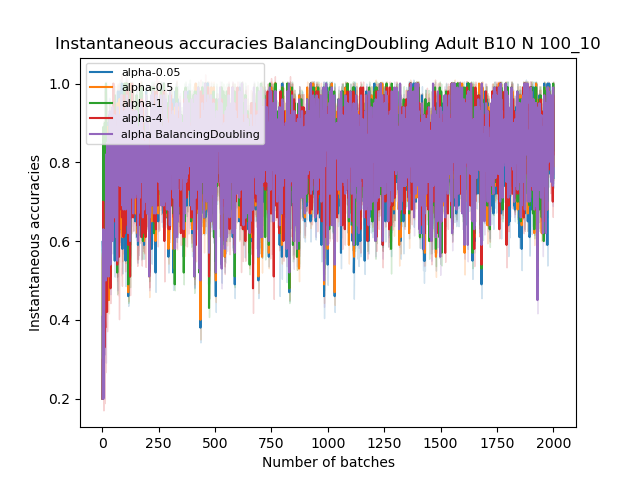 Instantaneous accuracies BalancingDoubling Adult B10 N 100_10
alpha-0.05
alpha-0.5
alpha-1
alpha-4
alpha BalancingDoubling
1.0
0.8
0.6
0.4
0.2
Instantaneous accuracies
0 250 500 750 1000 1250 1500 1750 2000
Number of batches